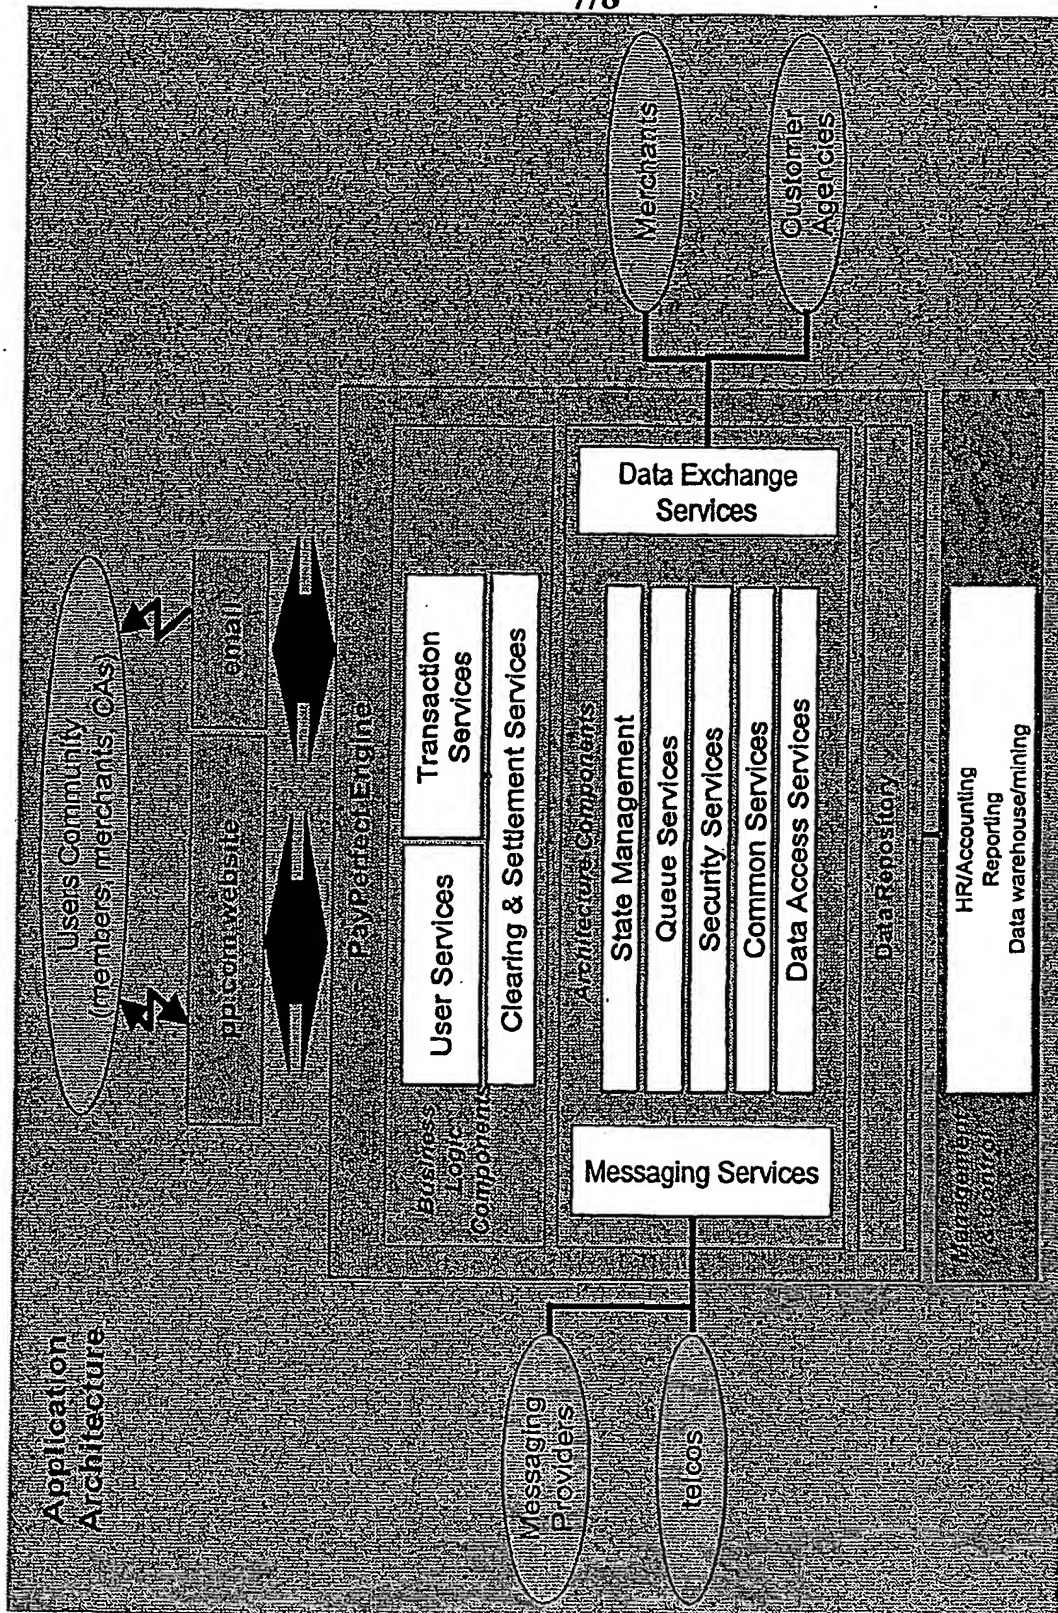 7/8
Application
Architecture
Users Community
(members, merchants, CAs)
pp.com website
email
PayPerfect Engine
Business
Logic
Components
User Services
Transaction
Services
Clearing & Settlement Services
Architecture Components
Messaging
Providers
telcos
Messaging Services
State Management
Queue Services
Security Services
Common Services
Data Access Services
Data Exchange
Services
Merchants
Customer
Agencies
Data Repository
Management
& Control
HR/Accounting
Reporting
Data warehouse/mining